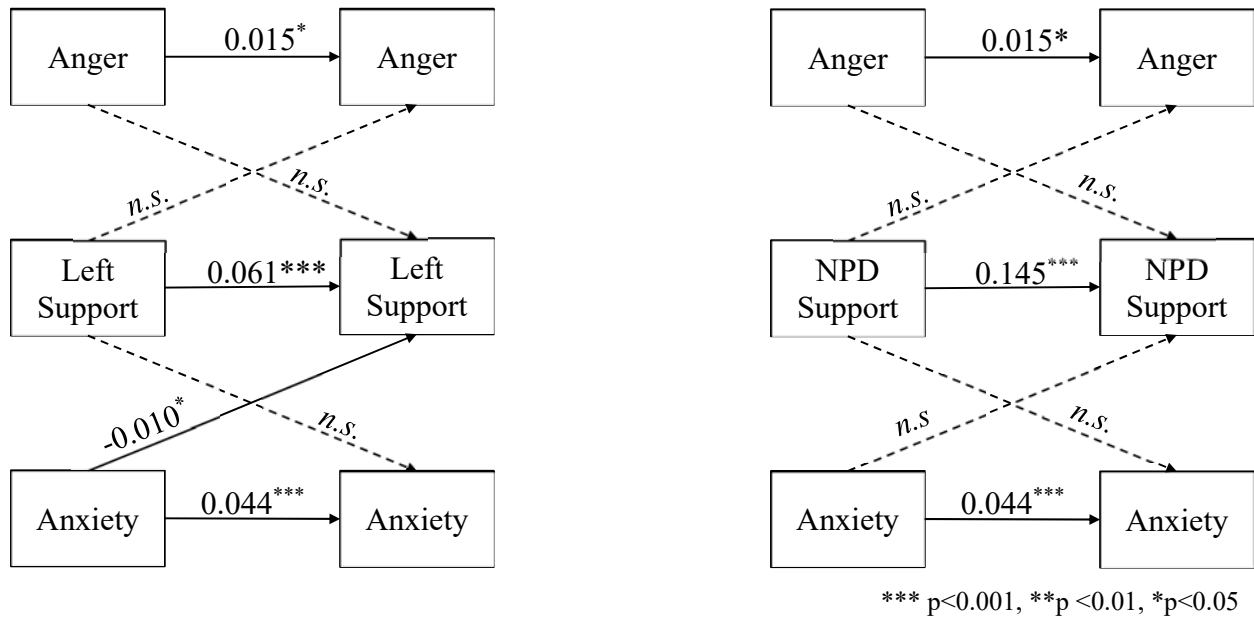 Anger 0.015* Anger
n.s. n.s.
Left Support 0.061*** Left Support
-0.010* n.s.
Anxiety 0.044*** Anxiety
Anger 0.015* Anger
n.s. n.s.
NPD Support 0.145*** NPD Support
n.s n.s.
Anxiety 0.044*** Anxiety
*** p<0.001, **p <0.01, *p<0.05